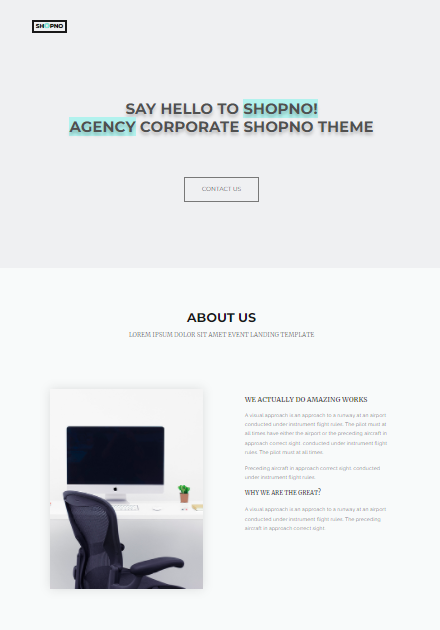 SHOPNO
SAY HELLO TO SHOPNO!
AGENCY CORPORATE SHOPNO THEME
CONTACT US
ABOUT US
LOREM IPSUM DOLOR SIT AMET EVENT LANDING TEMPLATE
WE ACTUALLY DO AMAZING WORKS
A visual approach is an approach to a runway at an airport
conducted under instrument flight rules. The pilot must at
all times have either the airport or the preceding aircraft in
approach correct sight. conducted under instrument flight
rules. The pilot must at all times
Preceding aircraft in approach correct sight. conducted
under instrument flight rules.
WHY WE ARE THE GREAT?
A visual approach is an approach to a runway at an airport
conducted under instrument flight rules. The preceding
aircraft in approach correct sight